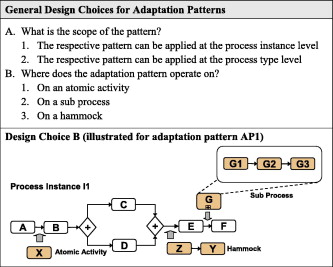 General Design Choices for Adaptation Patterns
A. What is the scope of the pattern?
1. The respective pattern can be applied at the process instance level
2. The respective pattern can be applied at the process type level
B. Where does the adaptation pattern operate on?
1. On an atomic activity
2. On a sub process
3. On a hammock
Design Choice B (illustrated for adaptation pattern AP1)
G1 G2 G3
Process Instance I1
G Sub Process
C
A B + + E F
D
X Atomic Activity Z Y Hammock